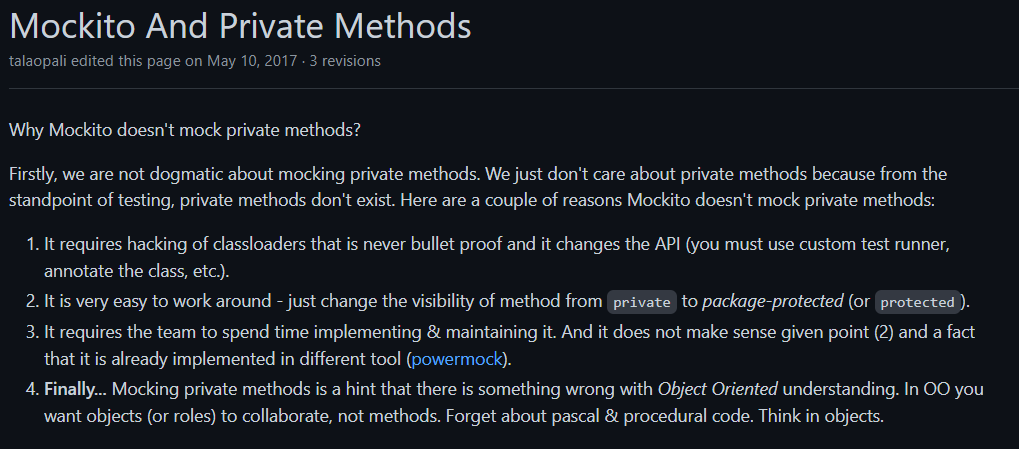 Mockito And Private Methods
talaopali edited this page on May 10, 2017 · 3 revisions
Why Mockito doesn't mock private methods?
Firstly, we are not dogmatic about mocking private methods. We just don't care about private methods because from the
standpoint of testing, private methods don't exist. Here are a couple of reasons Mockito doesn't mock private methods:
1. It requires hacking of classloaders that is never bullet proof and it changes the API (you must use custom test runner,
annotate the class, etc.).
2. It is very easy to work around - just change the visibility of method from private to package-protected (or protected).
3. It requires the team to spend time implementing & maintaining it. And it does not make sense given point (2) and a fact
that it is already implemented in different tool (powermock).
4. Finally... Mocking private methods is a hint that there is something wrong with Object Oriented understanding. In OO you
want objects (or roles) to collaborate, not methods. Forget about pascal & procedural code. Think in objects.